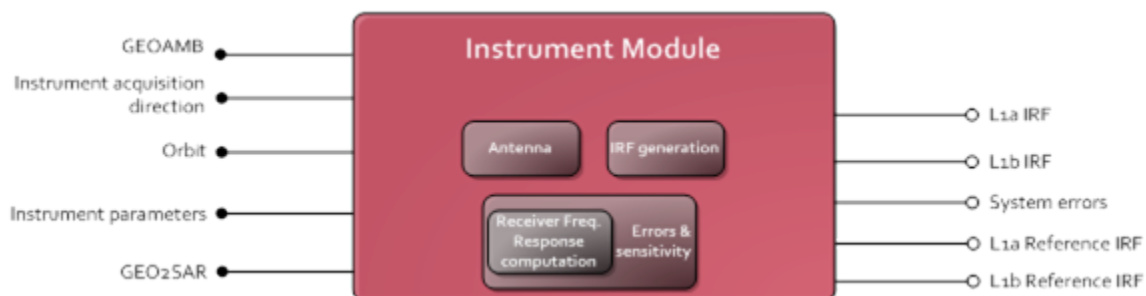 Instrument Module
GEOAMB
Instrument acquisition
direction
Orbit
Instrument parameters
GEO2SAR
Antenna
IRF generation
Receiver Freq.
Response
computation
Errors &
sensitivity
L1a IRF
L1b IRF
System errors
L1a Reference IRF
L1b Reference IRF